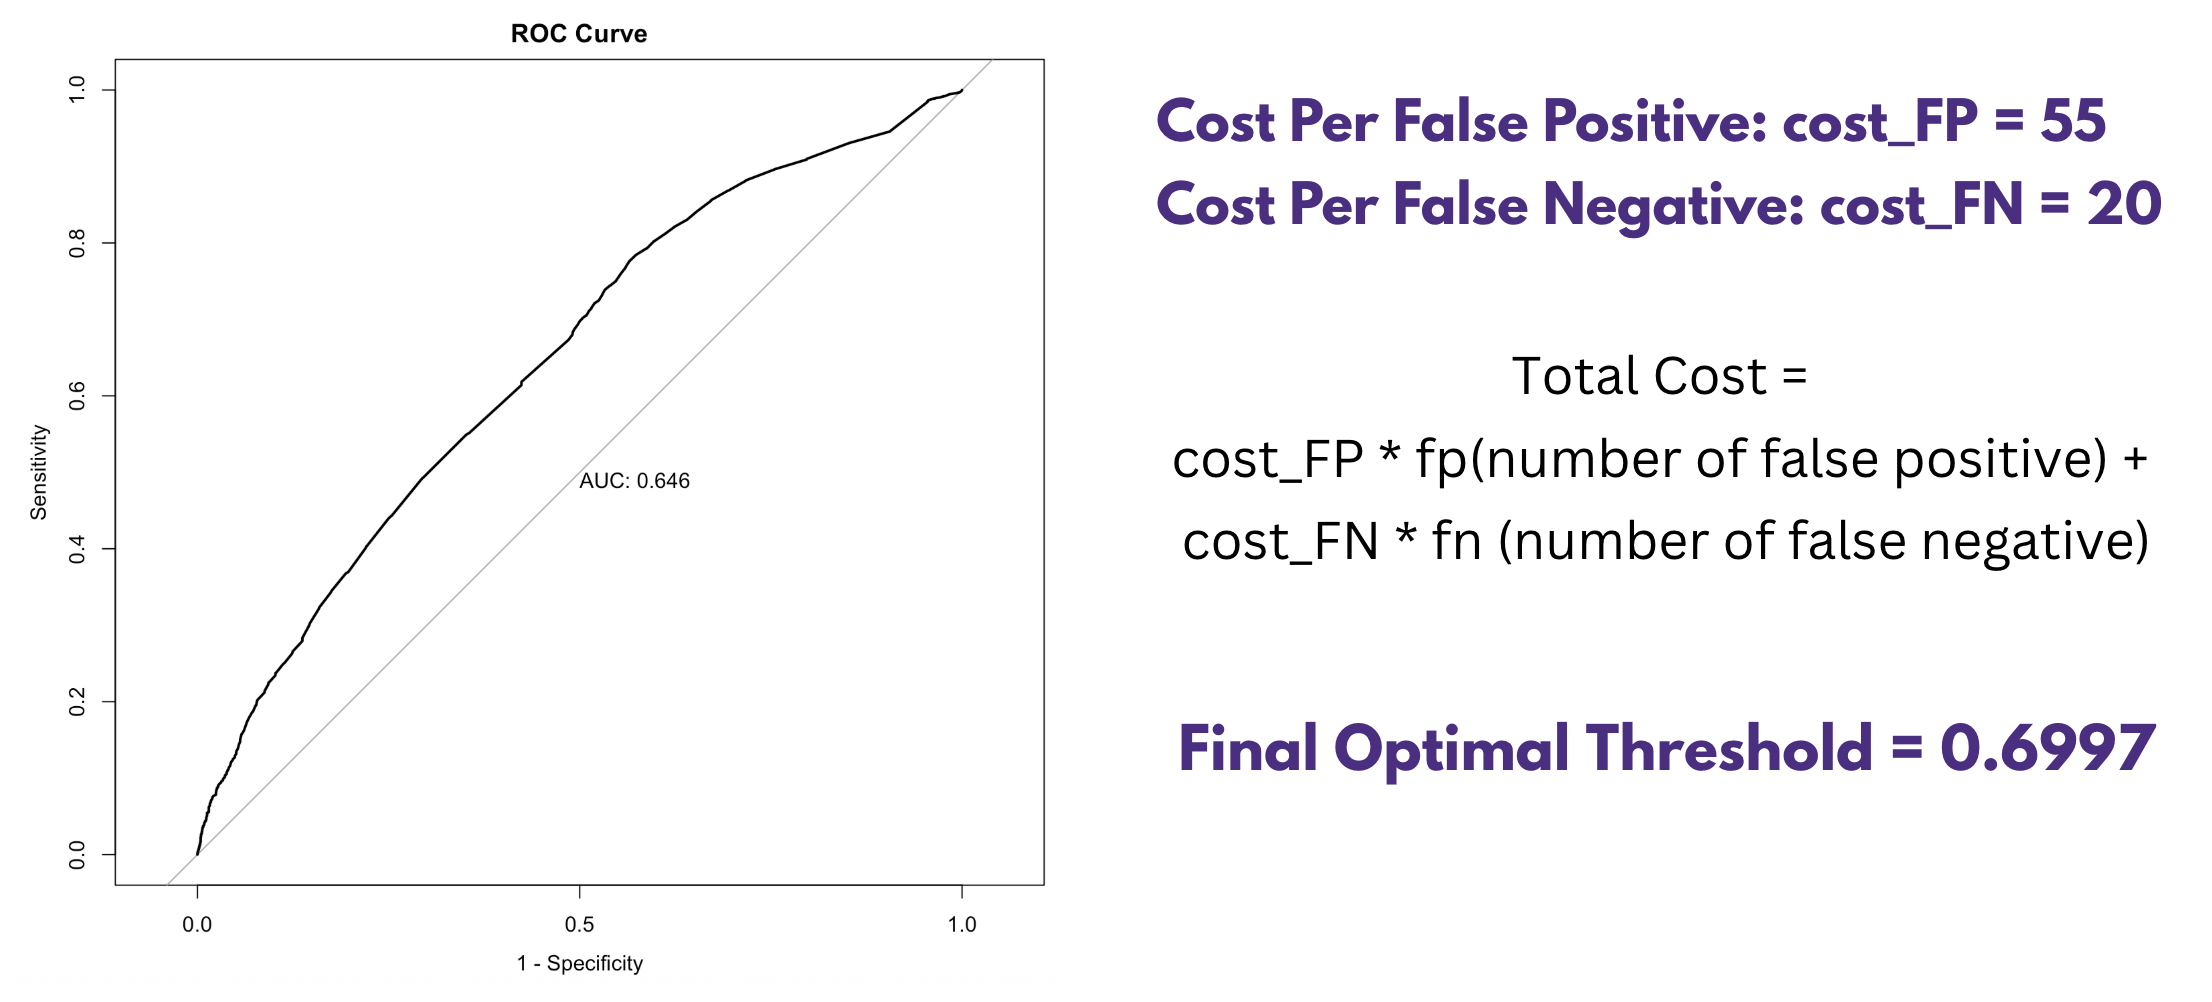 ROC Curve
1.0
0.8
0.6
0.4
0.2
0.0
Sensitivity
AUC: 0.646
0.0
0.5
1.0
1 - Specificity
Cost Per False Positive: cost_FP = 55
Cost Per False Negative: cost_FN = 20
Total Cost =
cost_FP * fp(number of false positive) +
cost_FN * fn (number of false negative)
Final Optimal Threshold = 0.6997